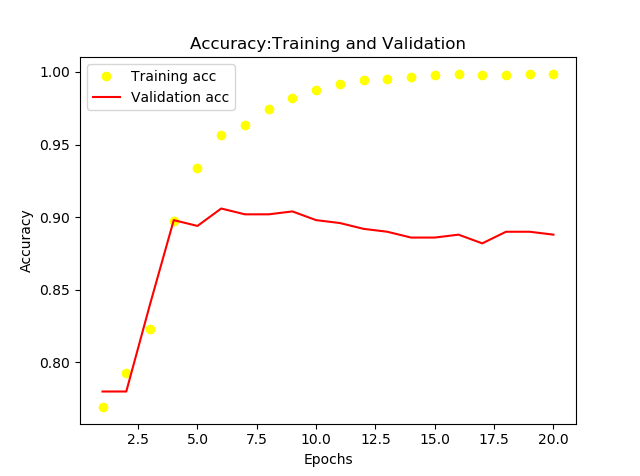 Accuracy:Training and Validation
Training acc
Validation acc
1.00
0.95
0.90
0.85
0.80
Accuracy
2.5 5.0 7.5 10.0 12.5 15.0 17.5 20.0
Epochs